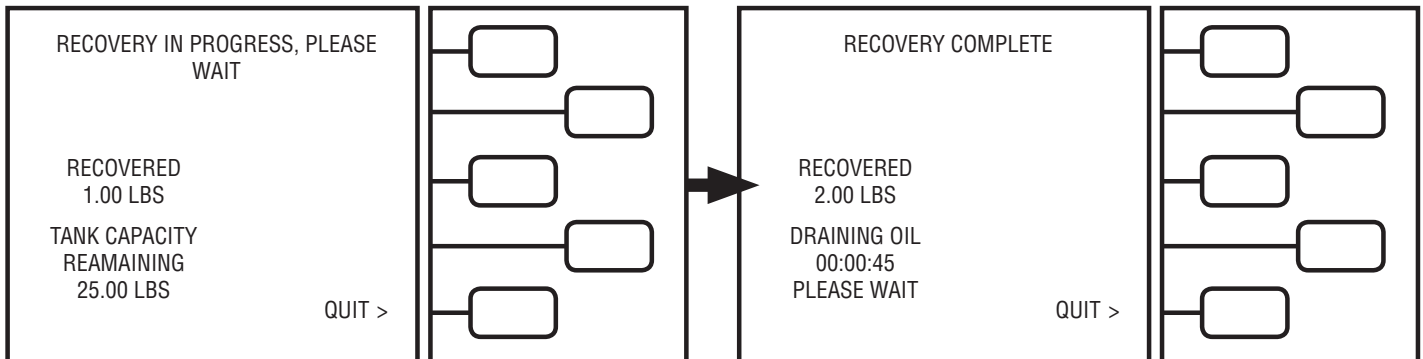 RECOVERY IN PROGRESS, PLEASE
WAIT
RECOVERED
1.00 LBS
TANK CAPACITY
REAMAINING
25.00 LBS
QUIT >
RECOVERY COMPLETE
RECOVERED
2.00 LBS
DRAINING OIL
00:00:45
PLEASE WAIT
QUIT >